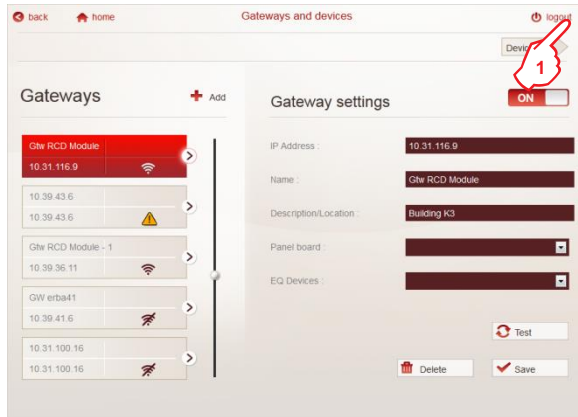 back
home
Gateways and devices
logout
1
Gateways
Add
Gateway settings
ON
Gtw RCD Module
10.31.116.9
10.39.43.6
10.39.43.6
Gtw RCD Module - 1
10.39.36.11
GW erba41
10.39.41.6
10.31.100.16
10.31.100.16
IP Address :
10.31.116.9
Name :
Gtw RCD Module
Description/Location :
Building K3
Panel board :
EQ Devices :
Test
Delete
Save